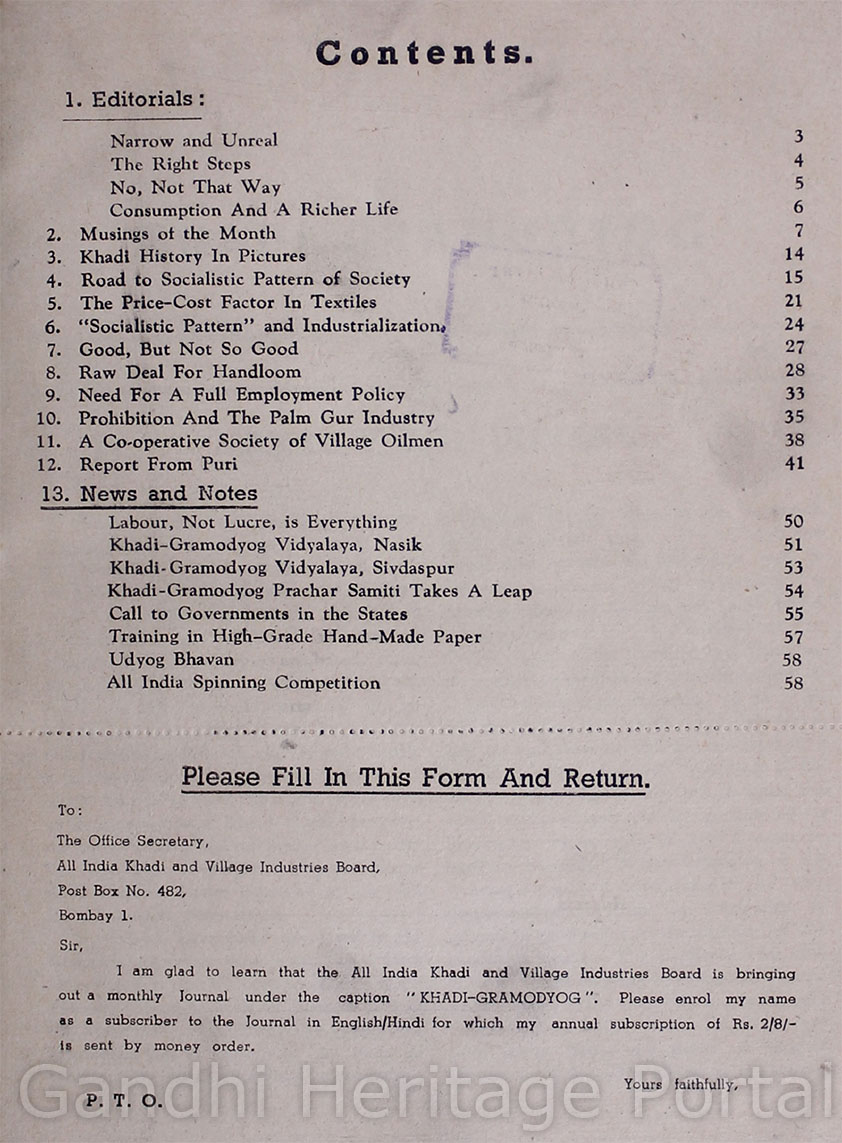 Contents.
1. Editorials :
Narrow and Unreal 3
The Right Steps 4
No, Not That Way 5
Consumption And A Richer Life 6
2. Musings of the Month 7
3. Khadi History In Pictures 14
4. Road to Socialistic Pattern of Society 15
5. The Price-Cost Factor In Textiles 21
6. "Socialistic Pattern" and Industrialization. 24
7. Good, But Not So Good 27
8. Raw Deal For Handloom 28
9. Need For A Full Employment Policy 33
10. Prohibition And The Palm Gur Industry 35
11. A Co-operative Society of Village Oilmen 38
12. Report From Puri 41
13. News and Notes
Labour, Not Lucre, is Everything 50
Khadi-Gramodyog Vidyalaya, Nasik 51
Khadi-Gramodyog Vidyalaya, Sivdaspur 53
Khadi-Gramodyog Prachar Samiti Takes A Leap 54
Call to Governments in the States 55
Training in High-Grade Hand-Made Paper 57
Udyog Bhavan 58
All India Spinning Competition 58
Please Fill In This Form And Return.
To:
The Office Secretary,
All India Khadi and Village Industries Board,
Post Box No. 482,
Bombay 1.
Sir,
I am glad to learn that the All India Khadi and Village Industries Board is bringing
out a monthly Journal under the caption "KHADI-GRAMODYOG". Please enrol my name
as a subscriber to the Journal in English/Hindi for which my annual subscription of Rs. 2/8/-
is sent by money order.
Yours faithfully,
P. T. O.
Gandhi Heritage Portal